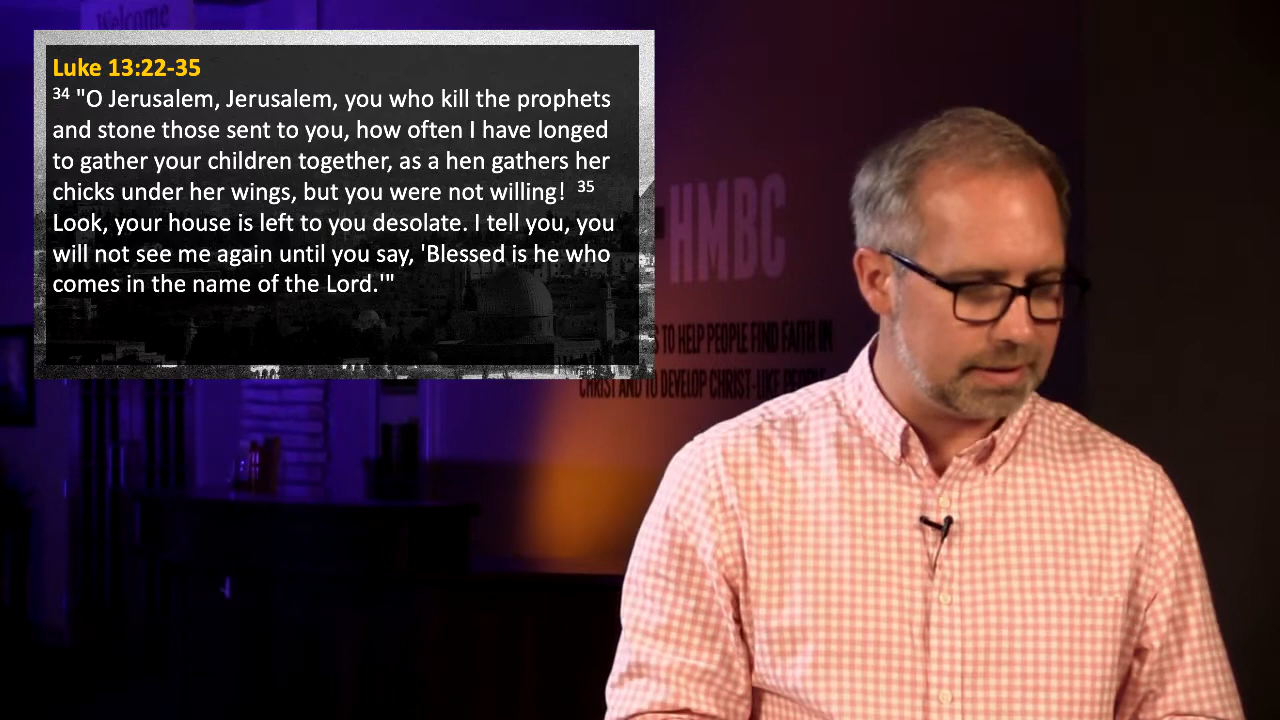 Welcome
Luke 13:22-35
34 "O Jerusalem, Jerusalem, you who kill the prophets
and stone those sent to you, how often I have longed
to gather your children together, as a hen gathers her
chicks under her wings, but you were not willing! 35
Look, your house is left to you desolate. I tell you, you
will not see me again until you say, 'Blessed is he who
comes in the name of the Lord.'"
HMBC
TO HELP PEOPLE FIND FAITH IN
CHRIST AND TO DEVELOP CHRIST-LIKE PEOPLE